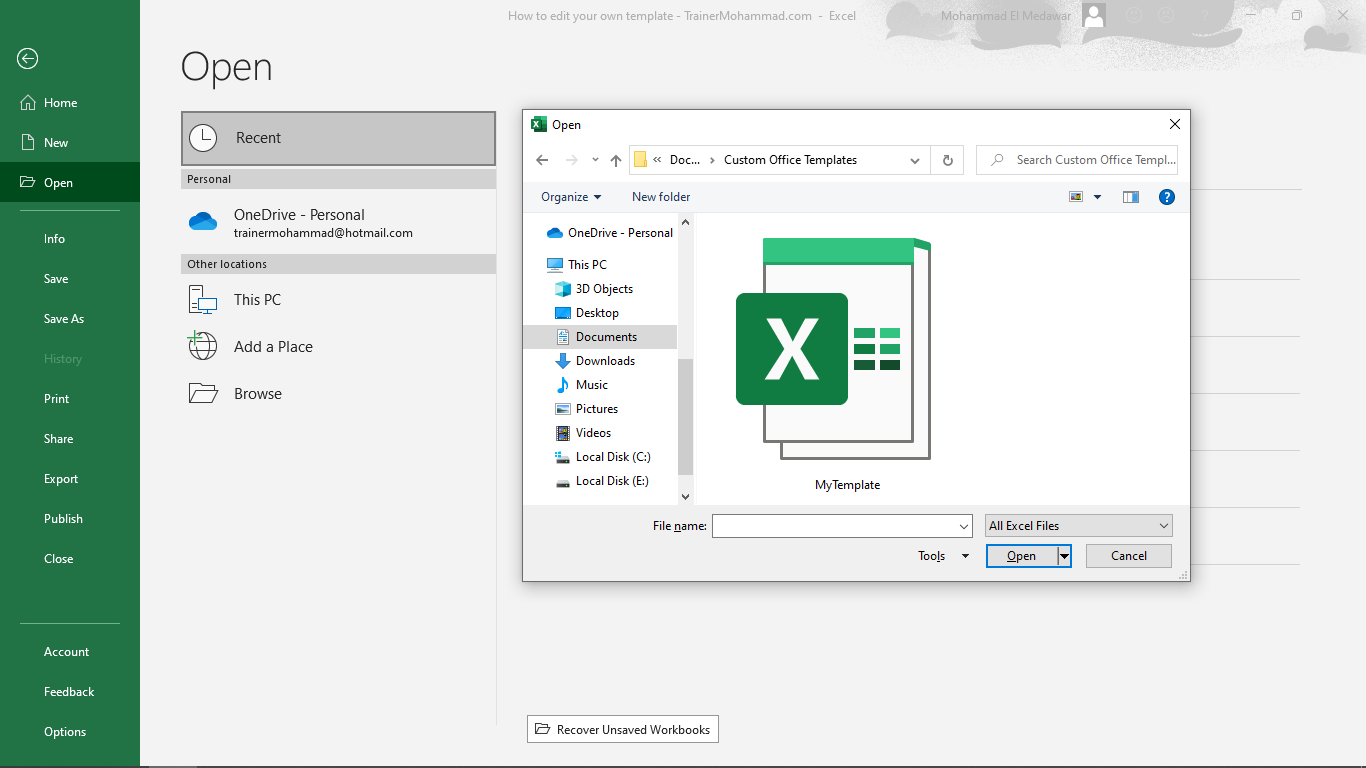 How to edit your own template - TrainerMohammad.com - Excel
Mohammad El Medawar
Home
New
Open
Info
Save
Save As
History
Print
Share
Export
Publish
Close
Account
Feedback
Options
Open
Recent
Personal
OneDrive - Personal
trainermohammad@hotmail.com
Other locations
This PC
Add a Place
Browse
Open
« Doc... › Custom Office Templates
Search Custom Office Templ...
Organize
New folder
OneDrive - Personal
This PC
3D Objects
Desktop
Documents
Downloads
Music
Pictures
Videos
Local Disk (C:)
Local Disk (E:)
X
MyTemplate
File name:
All Excel Files
Tools
Open
Cancel
Recover Unsaved Workbooks